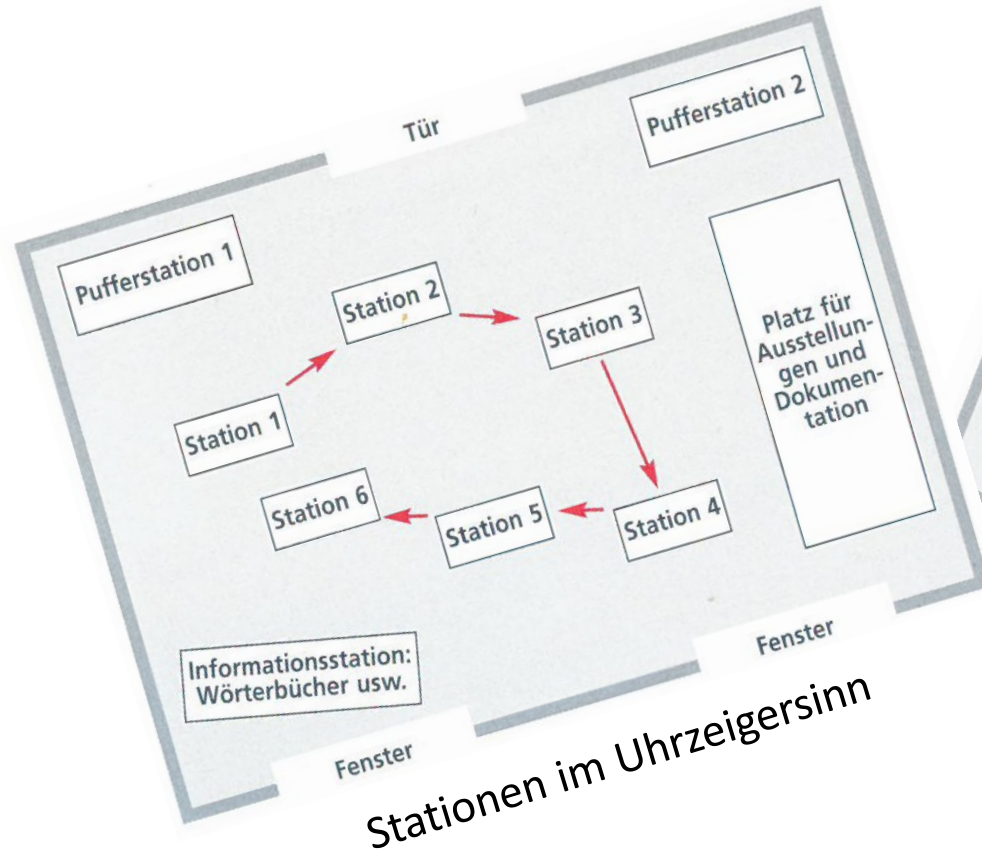 Tür
Pufferstation 2
Pufferstation 1
Station 2
Station 3
Platz für
Ausstellun-
gen und
Dokumen-
tation
Station 1
Station 6
Station 5
Station 4
Informationsstation:
Wörterbücher usw.
Fenster
Fenster
Stationen im Uhrzeigersinn